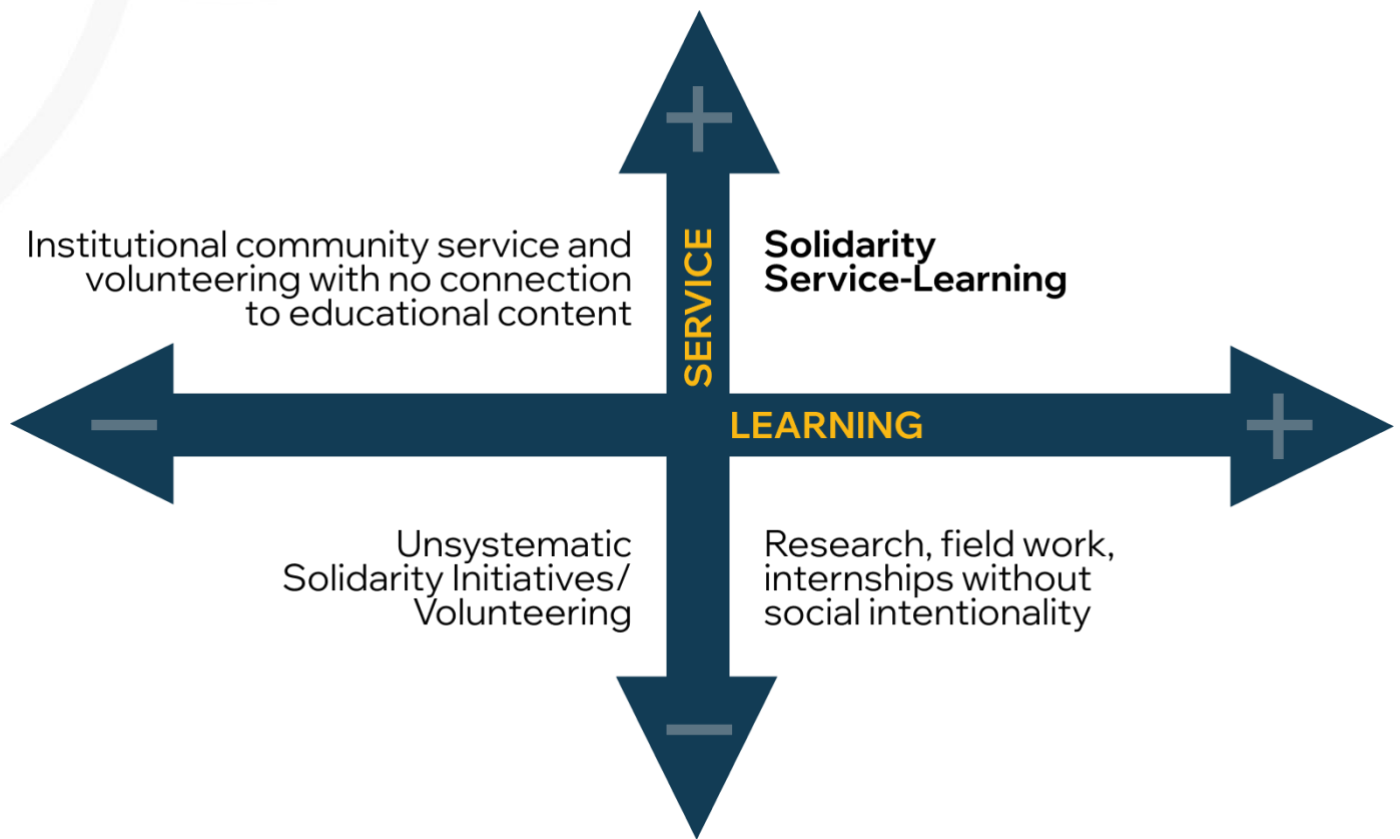 +
SERVICE
Institutional community service and
volunteering with no connection
to educational content
Solidarity
Service-Learning
−
LEARNING
+
Unsystematic
Solidarity Initiatives/
Volunteering
Research, field work,
internships without
social intentionality
−